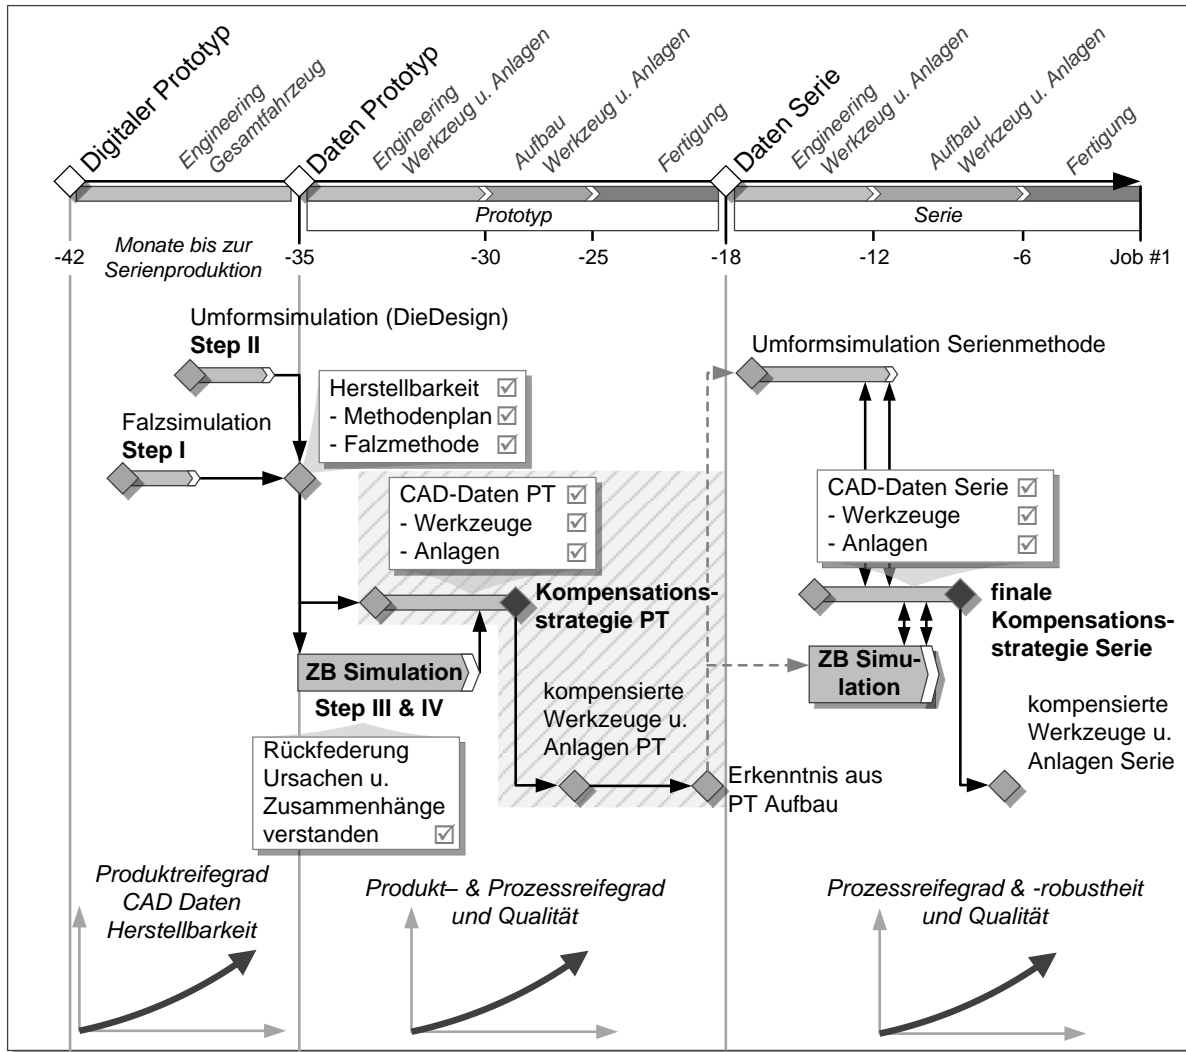 Digitaler Prototyp
Engineering
Gesamtfahrzeug
Daten Prototyp
Engineering
Werkzeug u. Anlagen
Aufbau
Werkzeug u. Anlagen
Fertigung
Daten Serie
Engineering
Werkzeug u. Anlagen
Aufbau
Werkzeug u. Anlagen
Fertigung
Prototyp
Serie
-42
Monate bis zur
Serienproduktion
-35
-30
-25
-18
-12
-6
Job #1
Umformsimulation (DieDesign)
Step II
Falzsimulation
Step I
Herstellbarkeit
- Methodenplan
- Falzmethode
Umformsimulation Serienmethode
CAD-Daten PT
- Werkzeuge
- Anlagen
CAD-Daten Serie
- Werkzeuge
- Anlagen
Kompensations-
strategie PT
finale
Kompensations-
strategie Serie
ZB Simulation
Step III & IV
ZB Simu-
lation
Rückfederung
Ursachen u.
Zusammenhänge
verstanden
kompensierte
Werkzeuge u.
Anlagen PT
Erkenntnis aus
PT Aufbau
kompensierte
Werkzeuge u.
Anlagen Serie
Produktreifegrad
CAD Daten
Herstellbarkeit
Produkt– & Prozessreifegrad
und Qualität
Prozessreifegrad & -robustheit
und Qualität